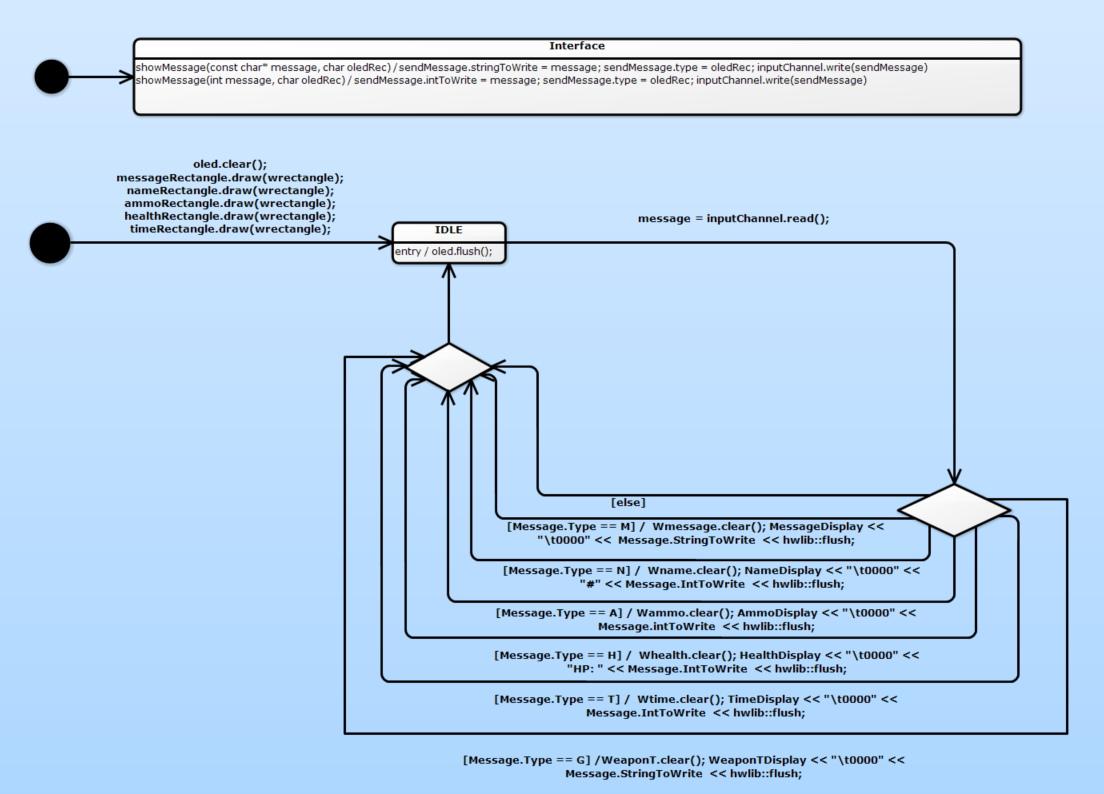 Interface
showMessage(const char* message, char oledRec) / sendMessage.stringToWrite = message; sendMessage.type = oledRec; inputChannel.write(sendMessage)
showMessage(int message, char oledRec) / sendMessage.intToWrite = message; sendMessage.type = oledRec; inputChannel.write(sendMessage)
oled.clear();
messageRectangle.draw(wrectangle);
nameRectangle.draw(wrectangle);
ammoRectangle.draw(wrectangle);
healthRectangle.draw(wrectangle);
timeRectangle.draw(wrectangle);
IDLE
entry / oled.flush();
message = inputChannel.read();
[else]
[Message.Type == M] / Wmessage.clear(); MessageDisplay <<
"\t0000" << Message.StringToWrite << hwlib::flush;
[Message.Type == N] / Wname.clear(); NameDisplay << "\t0000" <<
"#" << Message.IntToWrite << hwlib::flush;
[Message.Type == A] / Wammo.clear(); AmmoDisplay << "\t0000" <<
Message.intToWrite << hwlib::flush;
[Message.Type == H] / Whealth.clear(); HealthDisplay << "\t0000" <<
"HP: " << Message.IntToWrite << hwlib::flush;
[Message.Type == T] / Wtime.clear(); TimeDisplay << "\t0000" <<
Message.IntToWrite << hwlib::flush;
[Message.Type == G] /WeaponT.clear(); WeaponTDisplay << "\t0000" <<
Message.StringToWrite << hwlib::flush;